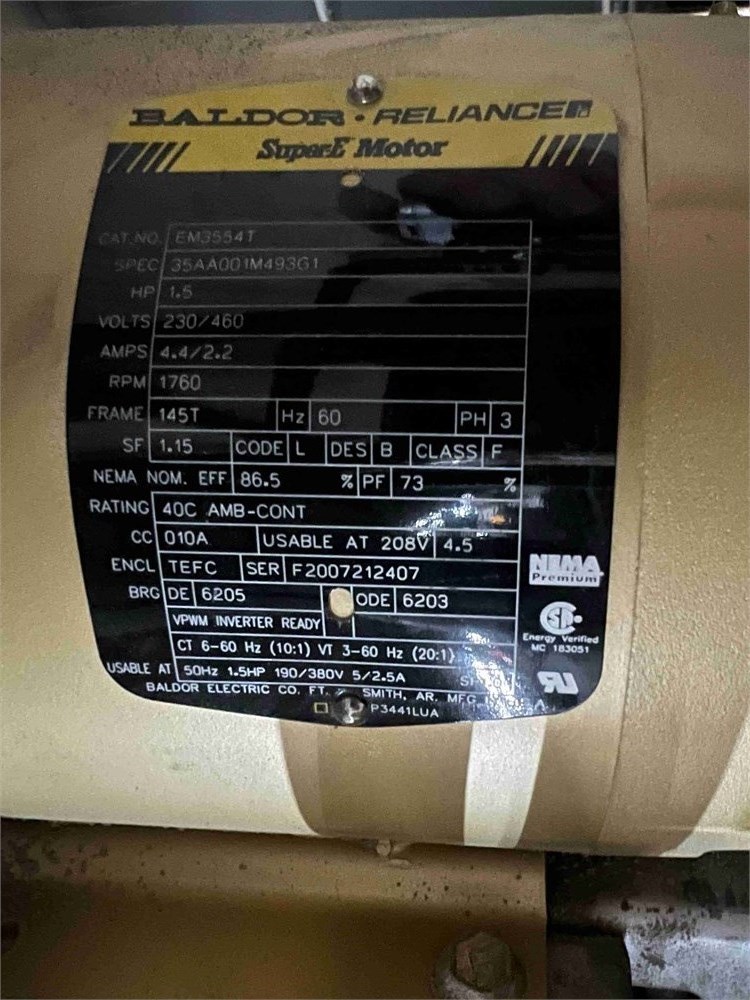 BALDOR • RELIANCE
Super-E Motor
CAT.NO. EM3554T
SPEC 35AA001M493G1
HP 1.5
VOLTS 230/460
AMPS 4.4/2.2
RPM 1760
FRAME 145T Hz 60 PH 3
SF 1.15 CODE L DES B CLASS F
NEMA NOM. EFF 86.5 % PF 73 %
RATING 40C AMB-CONT
CC 010A USABLE AT 208V 4.5
ENCL TEFC SER F2007212407
BRG DE 6205 ODE 6203
VPWM INVERTER READY
CT 6-60 Hz (10:1) VT 3-60 Hz (20:1)
USABLE AT 50Hz 1.5HP 190/380V 5/2.5A
BALDOR ELECTRIC CO. FT. SMITH, AR. MFG
P3441LUA
NEMA
Premium
Energy Verified
MC 183051